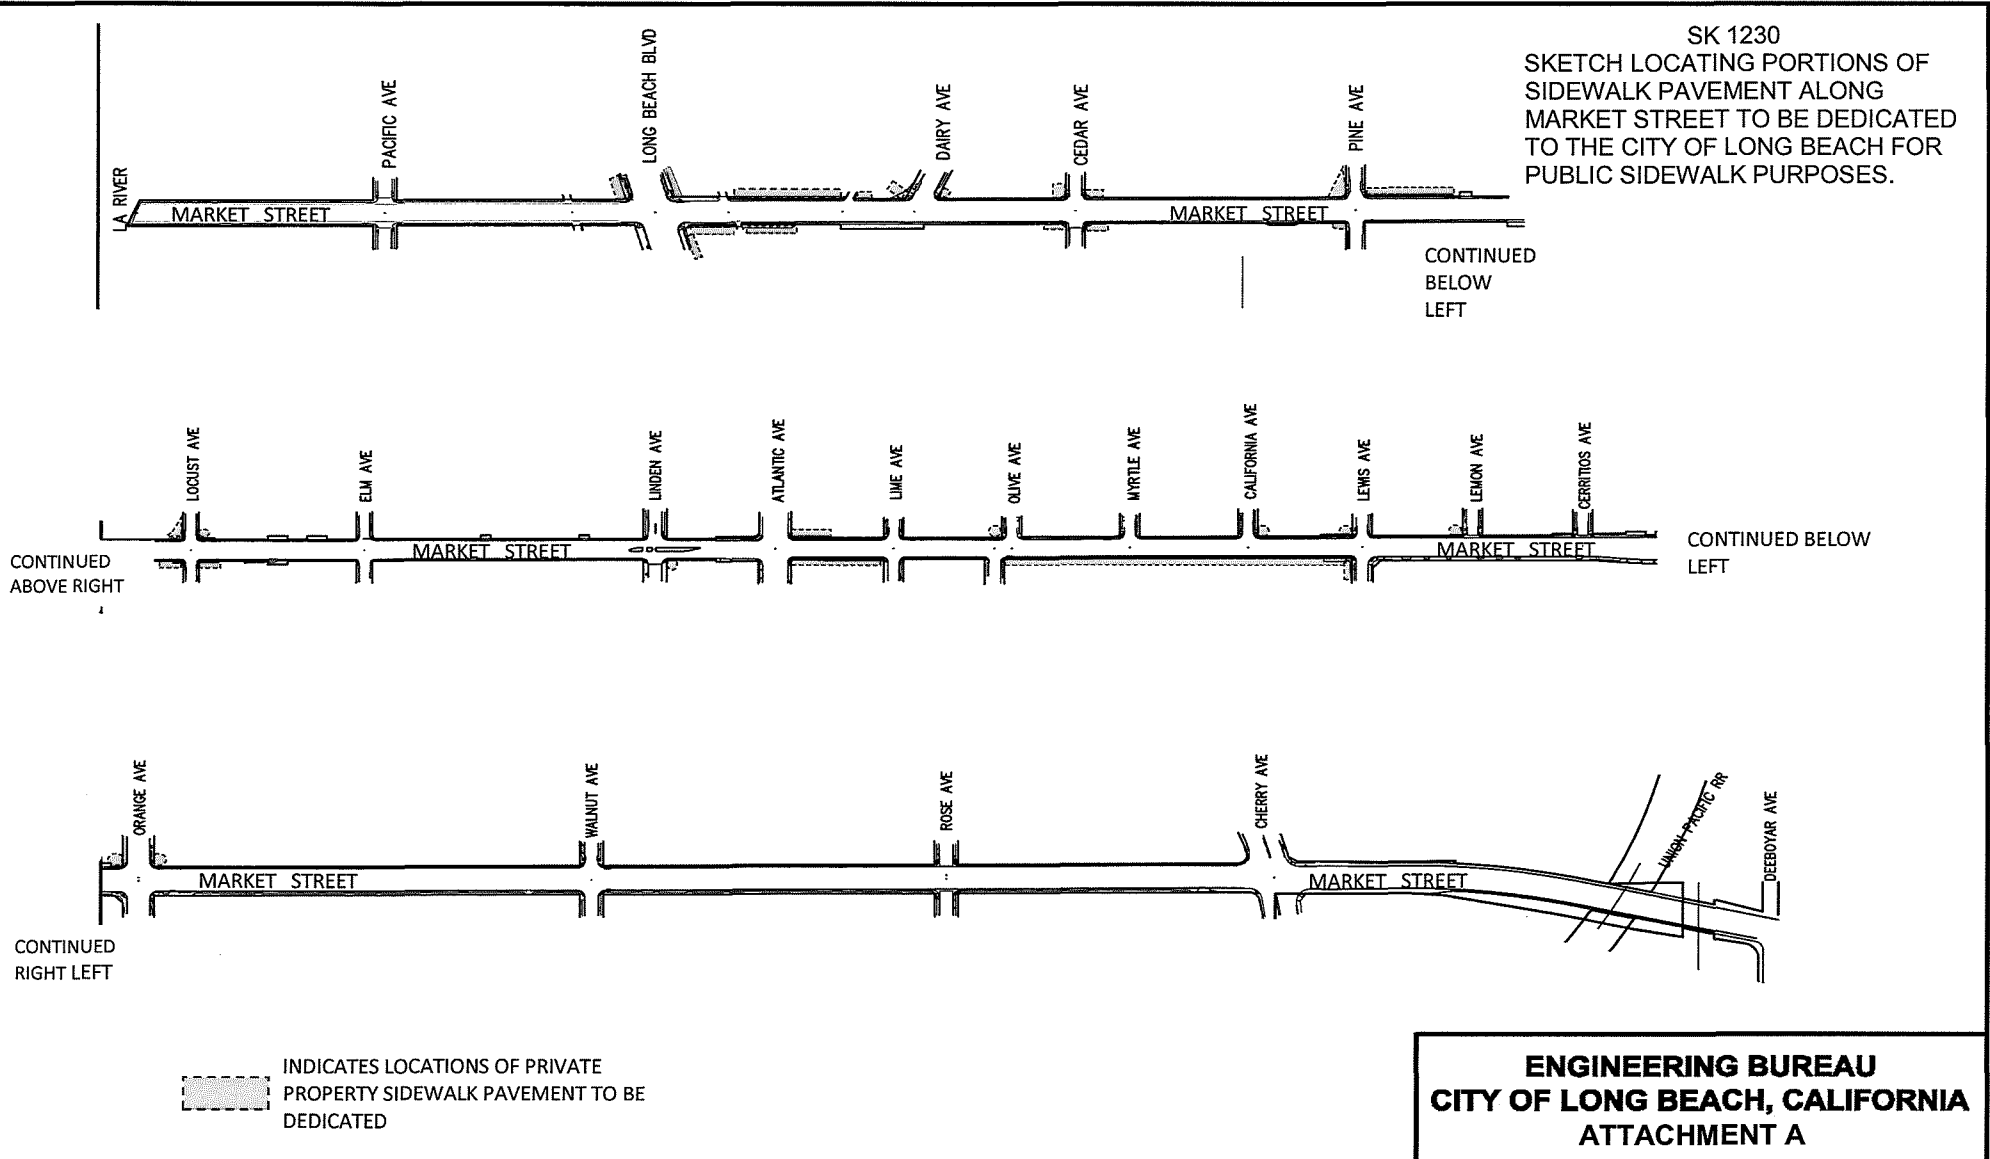 SK 1230
SKETCH LOCATING PORTIONS OF
SIDEWALK PAVEMENT ALONG
MARKET STREET TO BE DEDICATED
TO THE CITY OF LONG BEACH FOR
PUBLIC SIDEWALK PURPOSES.
LA RIVER
PACIFIC AVE
LONG BEACH BLVD
DAIRY AVE
CEDAR AVE
PINE AVE
MARKET STREET
MARKET STREET
CONTINUED
BELOW
LEFT
LOCUST AVE
ELM AVE
LINDEN AVE
ATLANTIC AVE
LIME AVE
OLIVE AVE
MYRTLE AVE
CALIFORNIA AVE
LEWIS AVE
LEMON AVE
CERRITIOS AVE
CONTINUED
ABOVE RIGHT
MARKET STREET
MARKET STREET
CONTINUED BELOW
LEFT
ORANGE AVE
WALNUT AVE
ROSE AVE
CHERRY AVE
UNION PACIFIC RR
DEEBOYAR AVE
MARKET STREET
MARKET STREET
CONTINUED
RIGHT LEFT
INDICATES LOCATIONS OF PRIVATE
PROPERTY SIDEWALK PAVEMENT TO BE
DEDICATED
ENGINEERING BUREAU
CITY OF LONG BEACH, CALIFORNIA
ATTACHMENT A